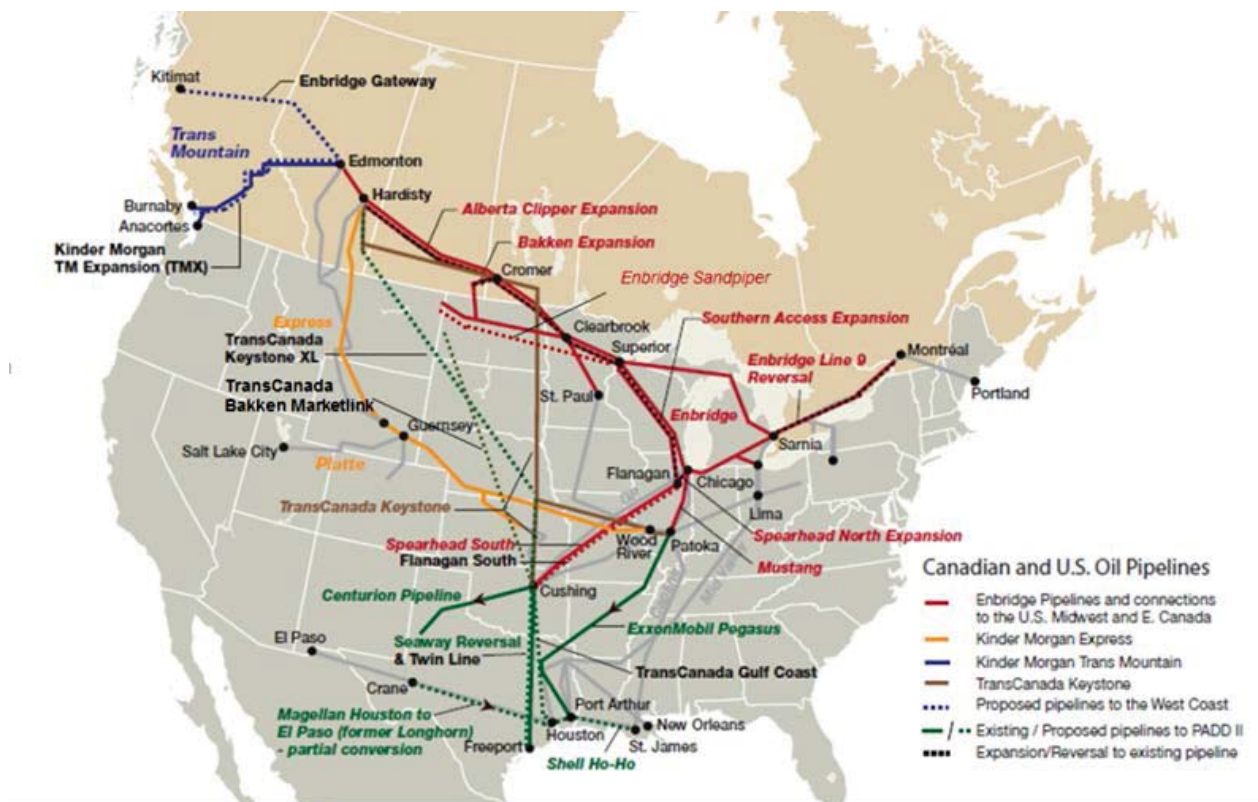 Kitimat
Enbridge Gateway
Trans
Mountain
Edmonton
Hardisty
Burnaby
Anacortes
Alberta Clipper Expansion
Bakken Expansion
Kinder Morgan
TM Expansion (TMX)
Cromer
Enbridge Sandpiper
Express
TransCanada
Keystone XL
Clearbrook
Superior
Southern Access Expansion
Montréal
Enbridge Line 9
Reversal
Portland
TransCanada
Bakken Marketlink
St. Paul
Enbridge
Guernsey
Salt Lake City
Platte
Sarnia
Flanagan
Chicago
Lima
TransCanada Keystone
Spearhead South
Flanagan South
Wood
River
Patoka
Spearhead North Expansion
Mustang
Cushing
Centurion Pipeline
Seaway Reversal
& Twin Line
ExxonMobil Pegasus
El Paso
Crane
TransCanada Gulf Coast
Magellan Houston to
El Paso (former Longhorn)
- partial conversion
Port Arthur
Houston
New Orleans
St. James
Freeport
Shell Ho-Ho
Canadian and U.S. Oil Pipelines
Enbridge Pipelines and connections
to the U.S. Midwest and E. Canada
Kinder Morgan Express
Kinder Morgan Trans Mountain
TransCanada Keystone
Proposed pipelines to the West Coast
Existing / Proposed pipelines to PADD II
Expansion/Reversal to existing pipeline